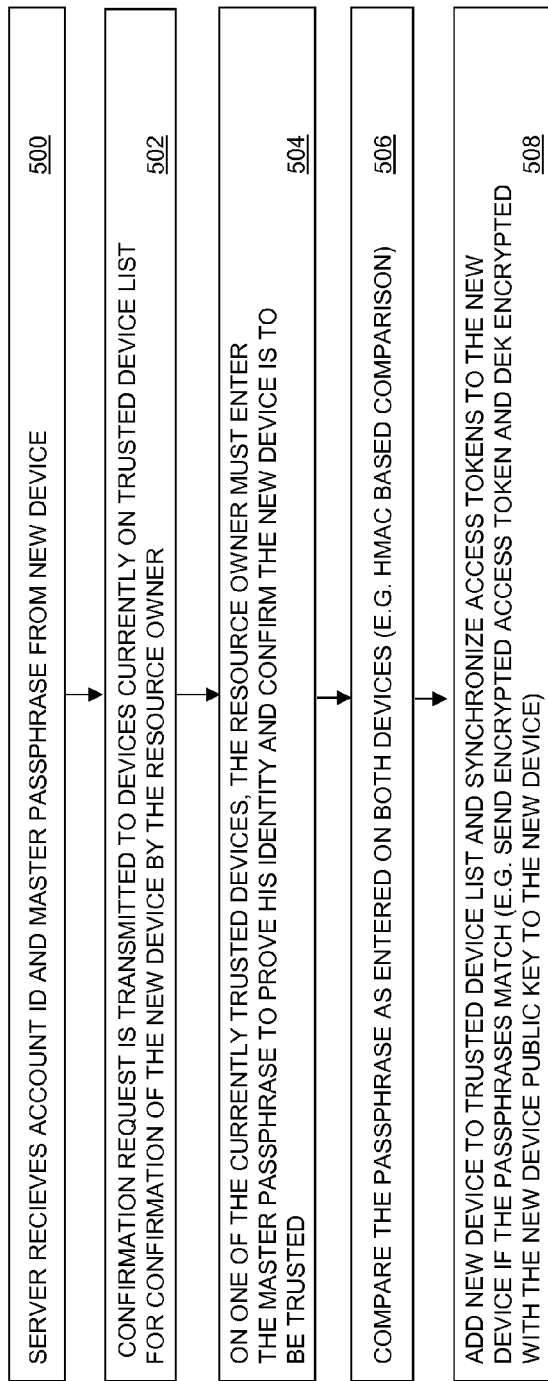 SERVER RECIEVES ACCOUNT ID AND MASTER PASSPHRASE FROM NEW DEVICE
500
CONFIRMATION REQUEST IS TRANSMITTED TO DEVICES CURRENTLY ON TRUSTED DEVICE LIST
FOR CONFIRMATION OF THE NEW DEVICE BY THE RESOURCE OWNER
502
ON ONE OF THE CURRENTLY TRUSTED DEVICES, THE RESOURCE OWNER MUST ENTER
THE MASTER PASSPHRASE TO PROVE HIS IDENTITY AND CONFIRM THE NEW DEVICE IS TO
BE TRUSTED
504
COMPARE THE PASSPHRASE AS ENTERED ON BOTH DEVICES (E.G. HMAC BASED COMPARISON)
506
ADD NEW DEVICE TO TRUSTED DEVICE LIST AND SYNCHRONIZE ACCESS TOKENS TO THE NEW
DEVICE IF THE PASSPHRASES MATCH (E.G. SEND ENCRYPTED ACCESS TOKEN AND DEK ENCRYPTED
WITH THE NEW DEVICE PUBLIC KEY TO THE NEW DEVICE)
508